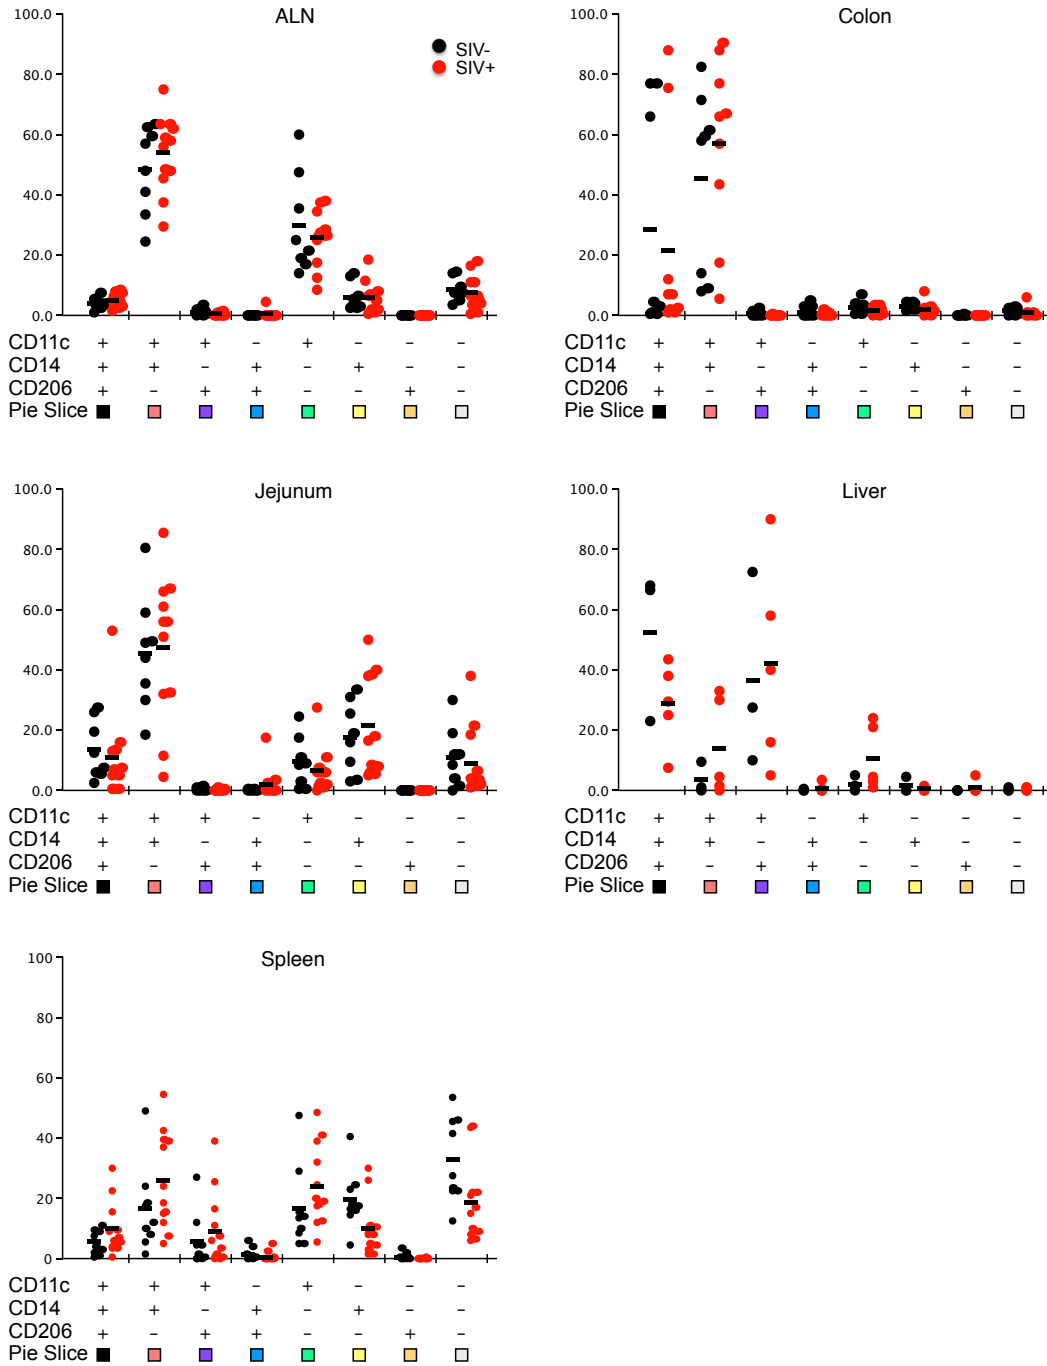 ALN
100.0
80.0
60.0
40.0
20.0
0.0
SIV-
SIV+
CD11c + + + – + – – –
CD14 + + – + – + – –
CD206 + – + + – – + –
Pie Slice
Colon
100.0
80.0
60.0
40.0
20.0
0.0
CD11c + + + – + – – –
CD14 + + – + – + – –
CD206 + – + + – – + –
Pie Slice
Jejunum
100.0
80.0
60.0
40.0
20.0
0.0
CD11c + + + – + – – –
CD14 + + – + – + – –
CD206 + – + + – – + –
Pie Slice
Liver
100.0
80.0
60.0
40.0
20.0
0.0
CD11c + + + – + – – –
CD14 + + – + – + – –
CD206 + – + + – – + –
Pie Slice
Spleen
100
80
60
40
20
0
CD11c + + + – + – – –
CD14 + + – + – + – –
CD206 + – + + – – + –
Pie Slice